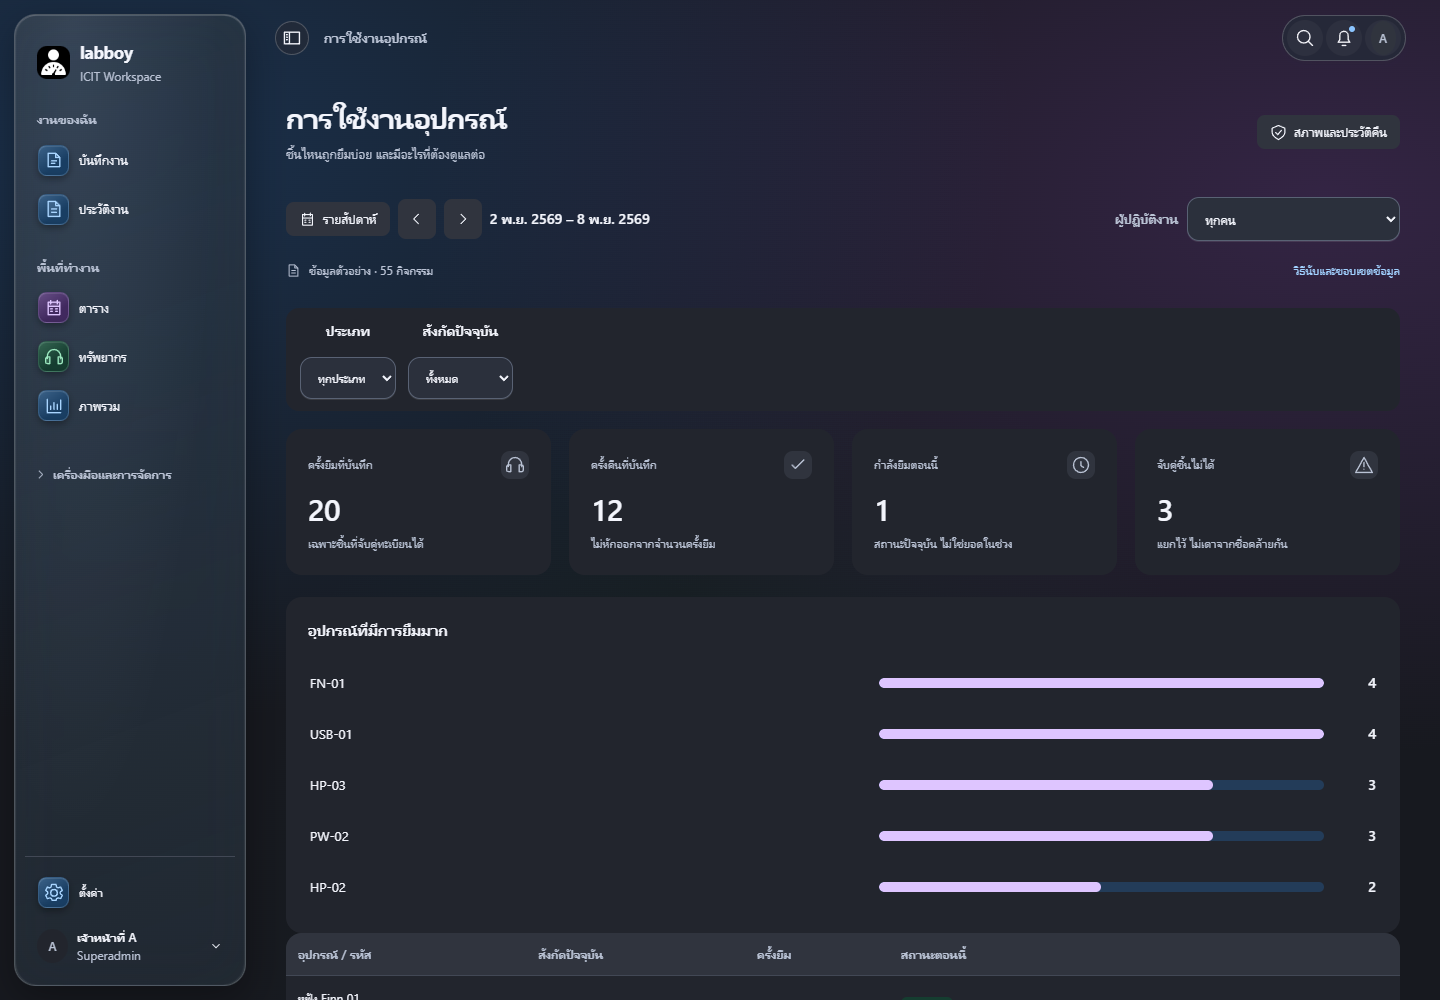 labboy
ICIT Workspace
งานของฉัน
บันทึกงาน
ประวัติงาน
พื้นที่ทำงาน
ตาราง
ทรัพยากร
ภาพรวม
เครื่องมือและการจัดการ
ตั้งค่า
A
เจ้าหน้าที่ A
Superadmin
การใช้งานอุปกรณ์
A
การใช้งานอุปกรณ์
ชิ้นไหนถูกยืมบ่อย และมีอะไรที่ต้องดูแลต่อ
สภาพและประวัติคืน
รายสัปดาห์
2 พ.ย. 2569 – 8 พ.ย. 2569
ผู้ปฏิบัติงาน
ทุกคน
ข้อมูลตัวอย่าง · 55 กิจกรรม
วิธีนับและขอบเขตข้อมูล
ประเภท
สังกัดปัจจุบัน
ทุกประเภท
ทั้งหมด
ครั้งยืมที่บันทึก
20
เฉพาะชิ้นที่จับคู่ทะเบียนได้
ครั้งคืนที่บันทึก
12
ไม่หักออกจากจำนวนครั้งยืม
กำลังยืมตอนนี้
1
สถานะปัจจุบัน ไม่ใช่ยอดในช่วง
จับคู่ชิ้นไม่ได้
3
แยกไว้ ไม่เดาจากชื่อคล้ายกัน
อุปกรณ์ที่มีการยืมมาก
FN-01 4
USB-01 4
HP-03 3
PW-02 3
HP-02 2
อุปกรณ์ / รหัส สังกัดปัจจุบัน ครั้งยืม สถานะตอนนี้
หูฟัง Finn 01